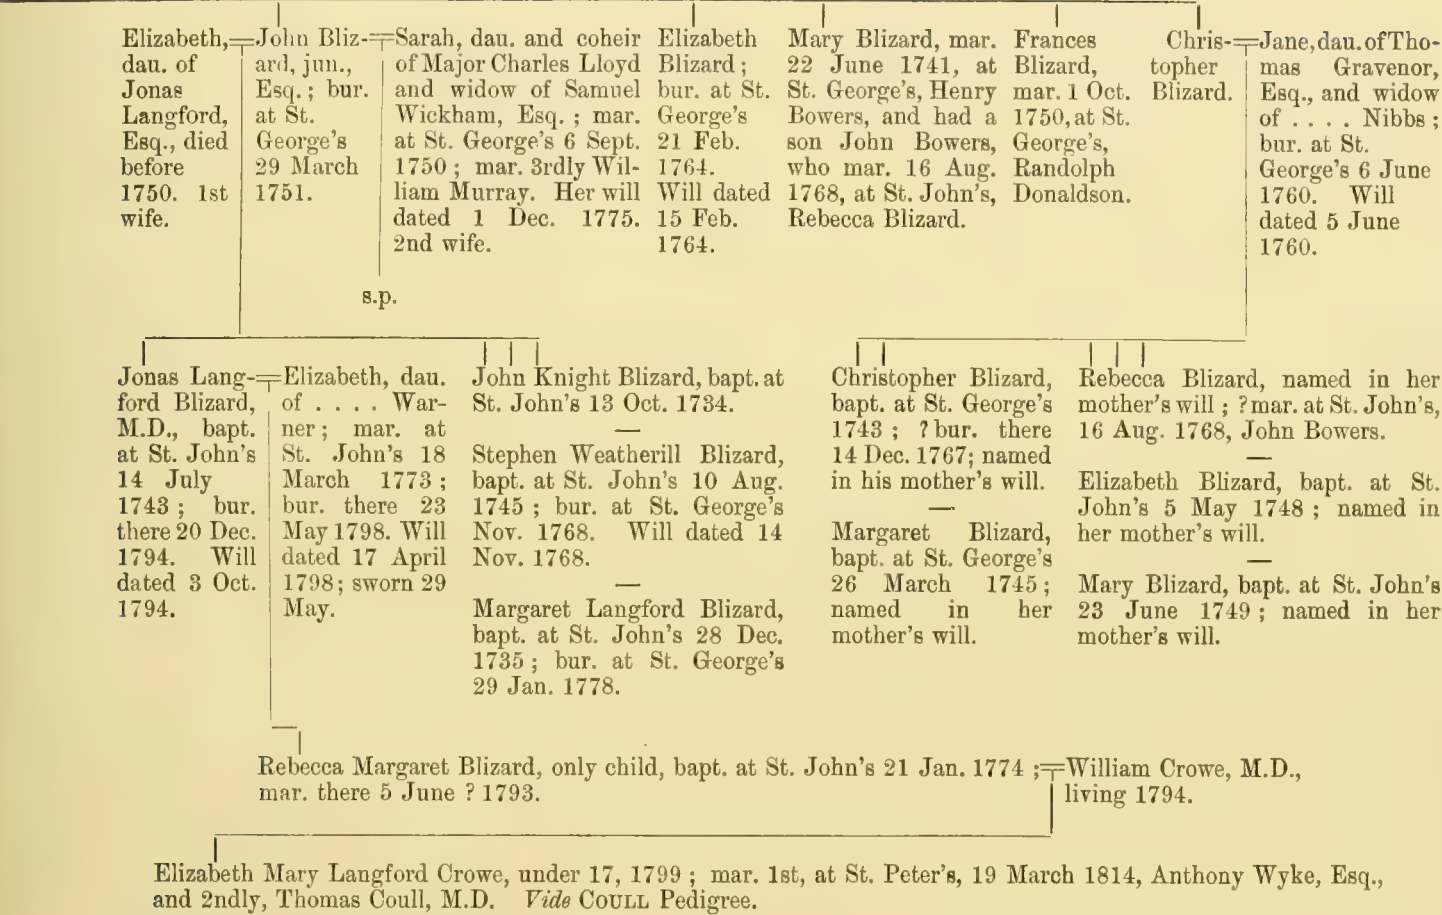 Elizabeth,
dau. of
Jonas
Langford,
Esq., died
before
1750. 1st
wife.
John Bliz-
ard, jun.,
Esq.; bur.
at St.
George's
29 March
1751.
Sarah, dau. and coheir
of Major Charles Lloyd
and widow of Samuel
Wickham, Esq.; mar.
at St. George's 6 Sept.
1750; mar. 3rdly Wil-
liam Murray. Her will
dated 1 Dec. 1775.
2nd wife.
Elizabeth
Blizard;
bur. at St.
George's
21 Feb.
1764.
Will dated
15 Feb.
1764.
Mary Blizard, mar.
22 June 1741, at
St. George's, Henry
Bowers, and had a
son John Bowers,
who mar. 16 Aug.
1768, at St. John's,
Rebecca Blizard.
Frances
Blizard,
mar. 1 Oct.
1750, at St.
George's,
Randolph
Donaldson.
Chris-
topher
Blizard.
Jane, dau. of Tho-
mas Gravenor,
Esq., and widow
of . . . . Nibbs;
bur. at St.
George's 6 June
1760. Will
dated 5 June
1760.
s.p.
Jonas Lang-
ford Blizard,
M.D., bapt.
at St. John's
14 July
1743; bur.
there 20 Dec.
1794. Will
dated 3 Oct.
1794.
Elizabeth, dau.
of . . . . War-
ner; mar. at
St. John's 18
March 1773;
bur. there 23
May 1798. Will
dated 17 April
1798; sworn 29
May.
John Knight Blizard, bapt. at
St. John's 13 Oct. 1734.
—
Stephen Weatherill Blizard,
bapt. at St. John's 10 Aug.
1745; bur. at St. George's
Nov. 1768. Will dated 14
Nov. 1768.
—
Margaret Langford Blizard,
bapt. at St. John's 28 Dec.
1735; bur. at St. George's
29 Jan. 1778.
Christopher Blizard,
bapt. at St. George's
1743; ? bur. there
14 Dec. 1767; named
in his mother's will.
—
Margaret Blizard,
bapt. at St. George's
26 March 1745;
named in her
mother's will.
Rebecca Blizard, named in her
mother's will; ? mar. at St. John's,
16 Aug. 1768, John Bowers.
—
Elizabeth Blizard, bapt. at St.
John's 5 May 1748; named in
her mother's will.
—
Mary Blizard, bapt. at St. John's
23 June 1749; named in her
mother's will.
Rebecca Margaret Blizard, only child, bapt. at St. John's 21 Jan. 1774;
mar. there 5 June ? 1793.
William Crowe, M.D.,
living 1794.
Elizabeth Mary Langford Crowe, under 17, 1799; mar. 1st, at St. Peter's, 19 March 1814, Anthony Wyke, Esq.,
and 2ndly, Thomas Coull, M.D. Vide COULL Pedigree.